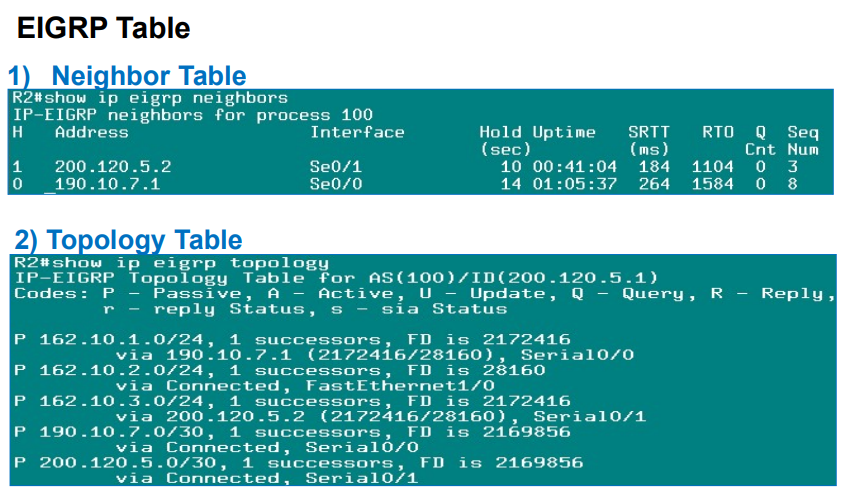 EIGRP Table
1) Neighbor Table
R2#show ip eigrp neighbors
IP-EIGRP neighbors for process 100
H Address Interface Hold Uptime SRTT RTO Q Seq
(sec) (ms) Cnt Num
1 200.120.5.2 Se0/1 10 00:41:04 184 1104 0 3
0 190.10.7.1 Se0/0 14 01:05:37 264 1584 0 8
2) Topology Table
R2#show ip eigrp topology
IP-EIGRP Topology Table for AS(100)/ID(200.120.5.1)
Codes: P - Passive, A - Active, U - Update, Q - Query, R - Reply,
r - reply Status, s - sia Status
P 162.10.1.0/24, 1 successors, FD is 2172416
via 190.10.7.1 (2172416/28160), Serial0/0
P 162.10.2.0/24, 1 successors, FD is 28160
via Connected, FastEthernet1/0
P 162.10.3.0/24, 1 successors, FD is 2172416
via 200.120.5.2 (2172416/28160), Serial0/1
P 190.10.7.0/30, 1 successors, FD is 2169856
via Connected, Serial0/0
P 200.120.5.0/30, 1 successors, FD is 2169856
via Connected, Serial0/1